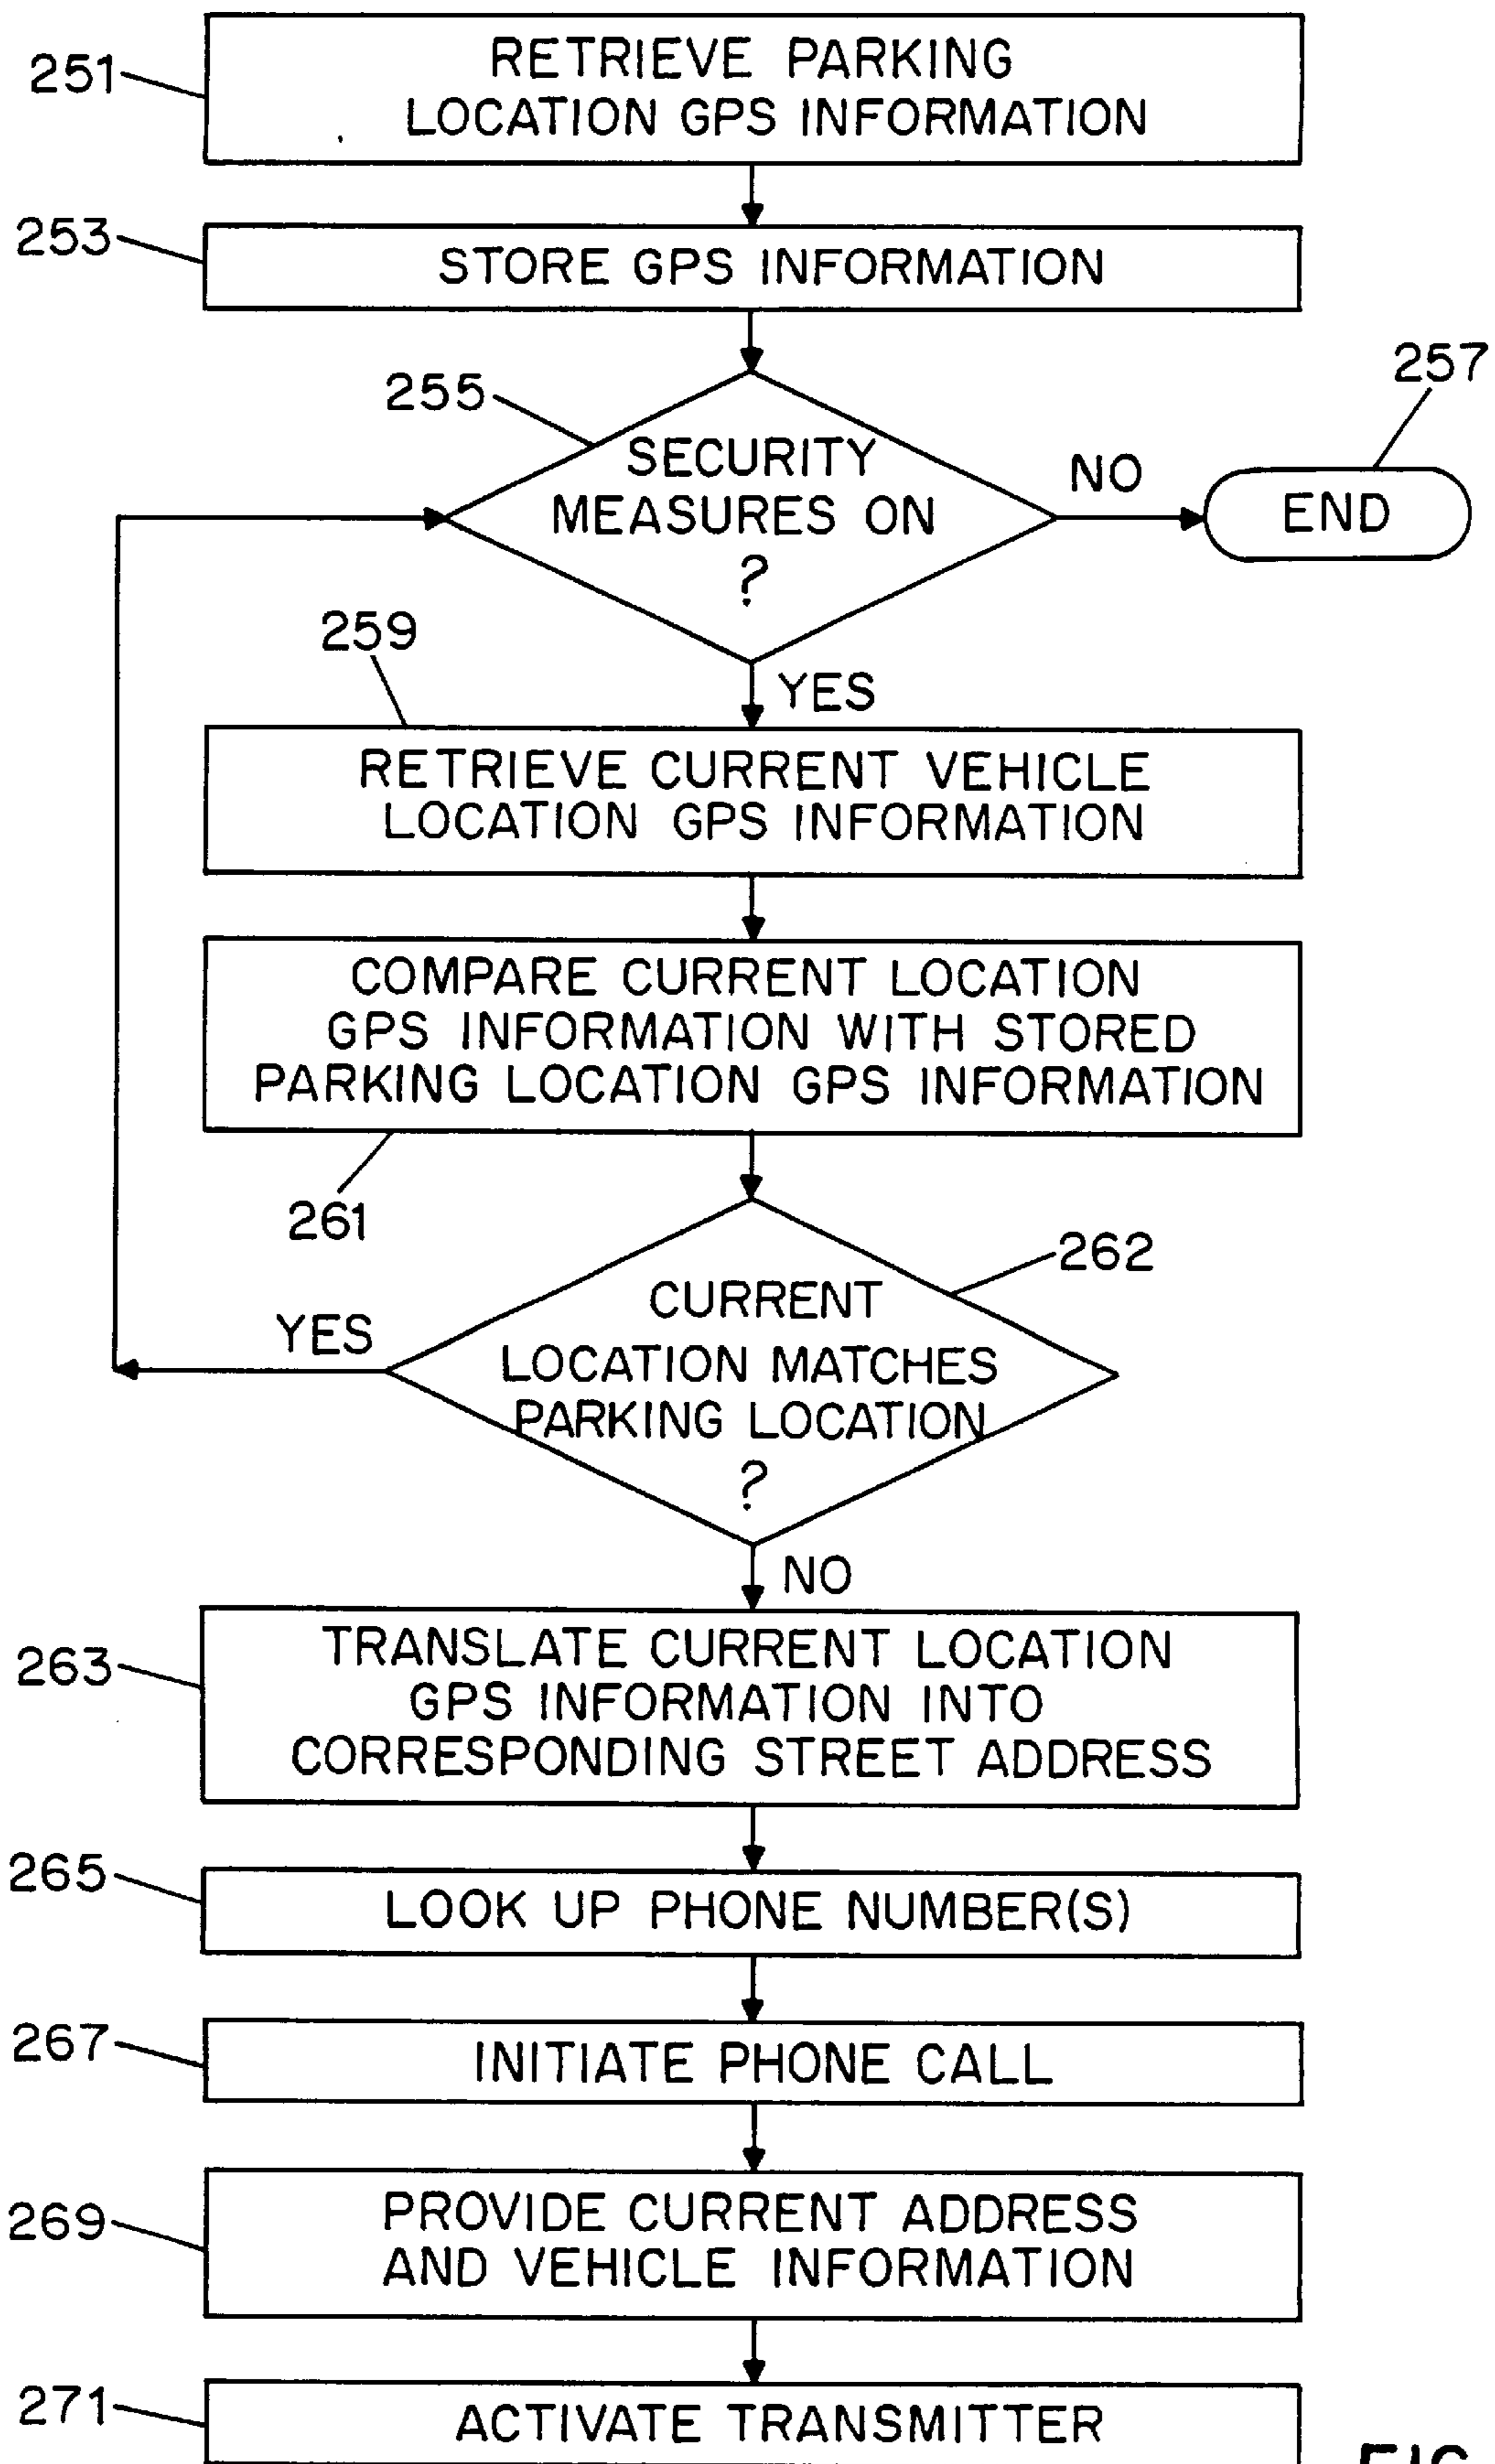 251
RETRIEVE PARKING
LOCATION GPS INFORMATION
253
STORE GPS INFORMATION
255
SECURITY
MEASURES ON
?
NO
257
END
YES
259
RETRIEVE CURRENT VEHICLE
LOCATION GPS INFORMATION
COMPARE CURRENT LOCATION
GPS INFORMATION WITH STORED
PARKING LOCATION GPS INFORMATION
261
262
CURRENT
LOCATION MATCHES
PARKING LOCATION
?
YES
NO
263
TRANSLATE CURRENT LOCATION
GPS INFORMATION INTO
CORRESPONDING STREET ADDRESS
265
LOOK UP PHONE NUMBER(S)
267
INITIATE PHONE CALL
269
PROVIDE CURRENT ADDRESS
AND VEHICLE INFORMATION
271
ACTIVATE TRANSMITTER